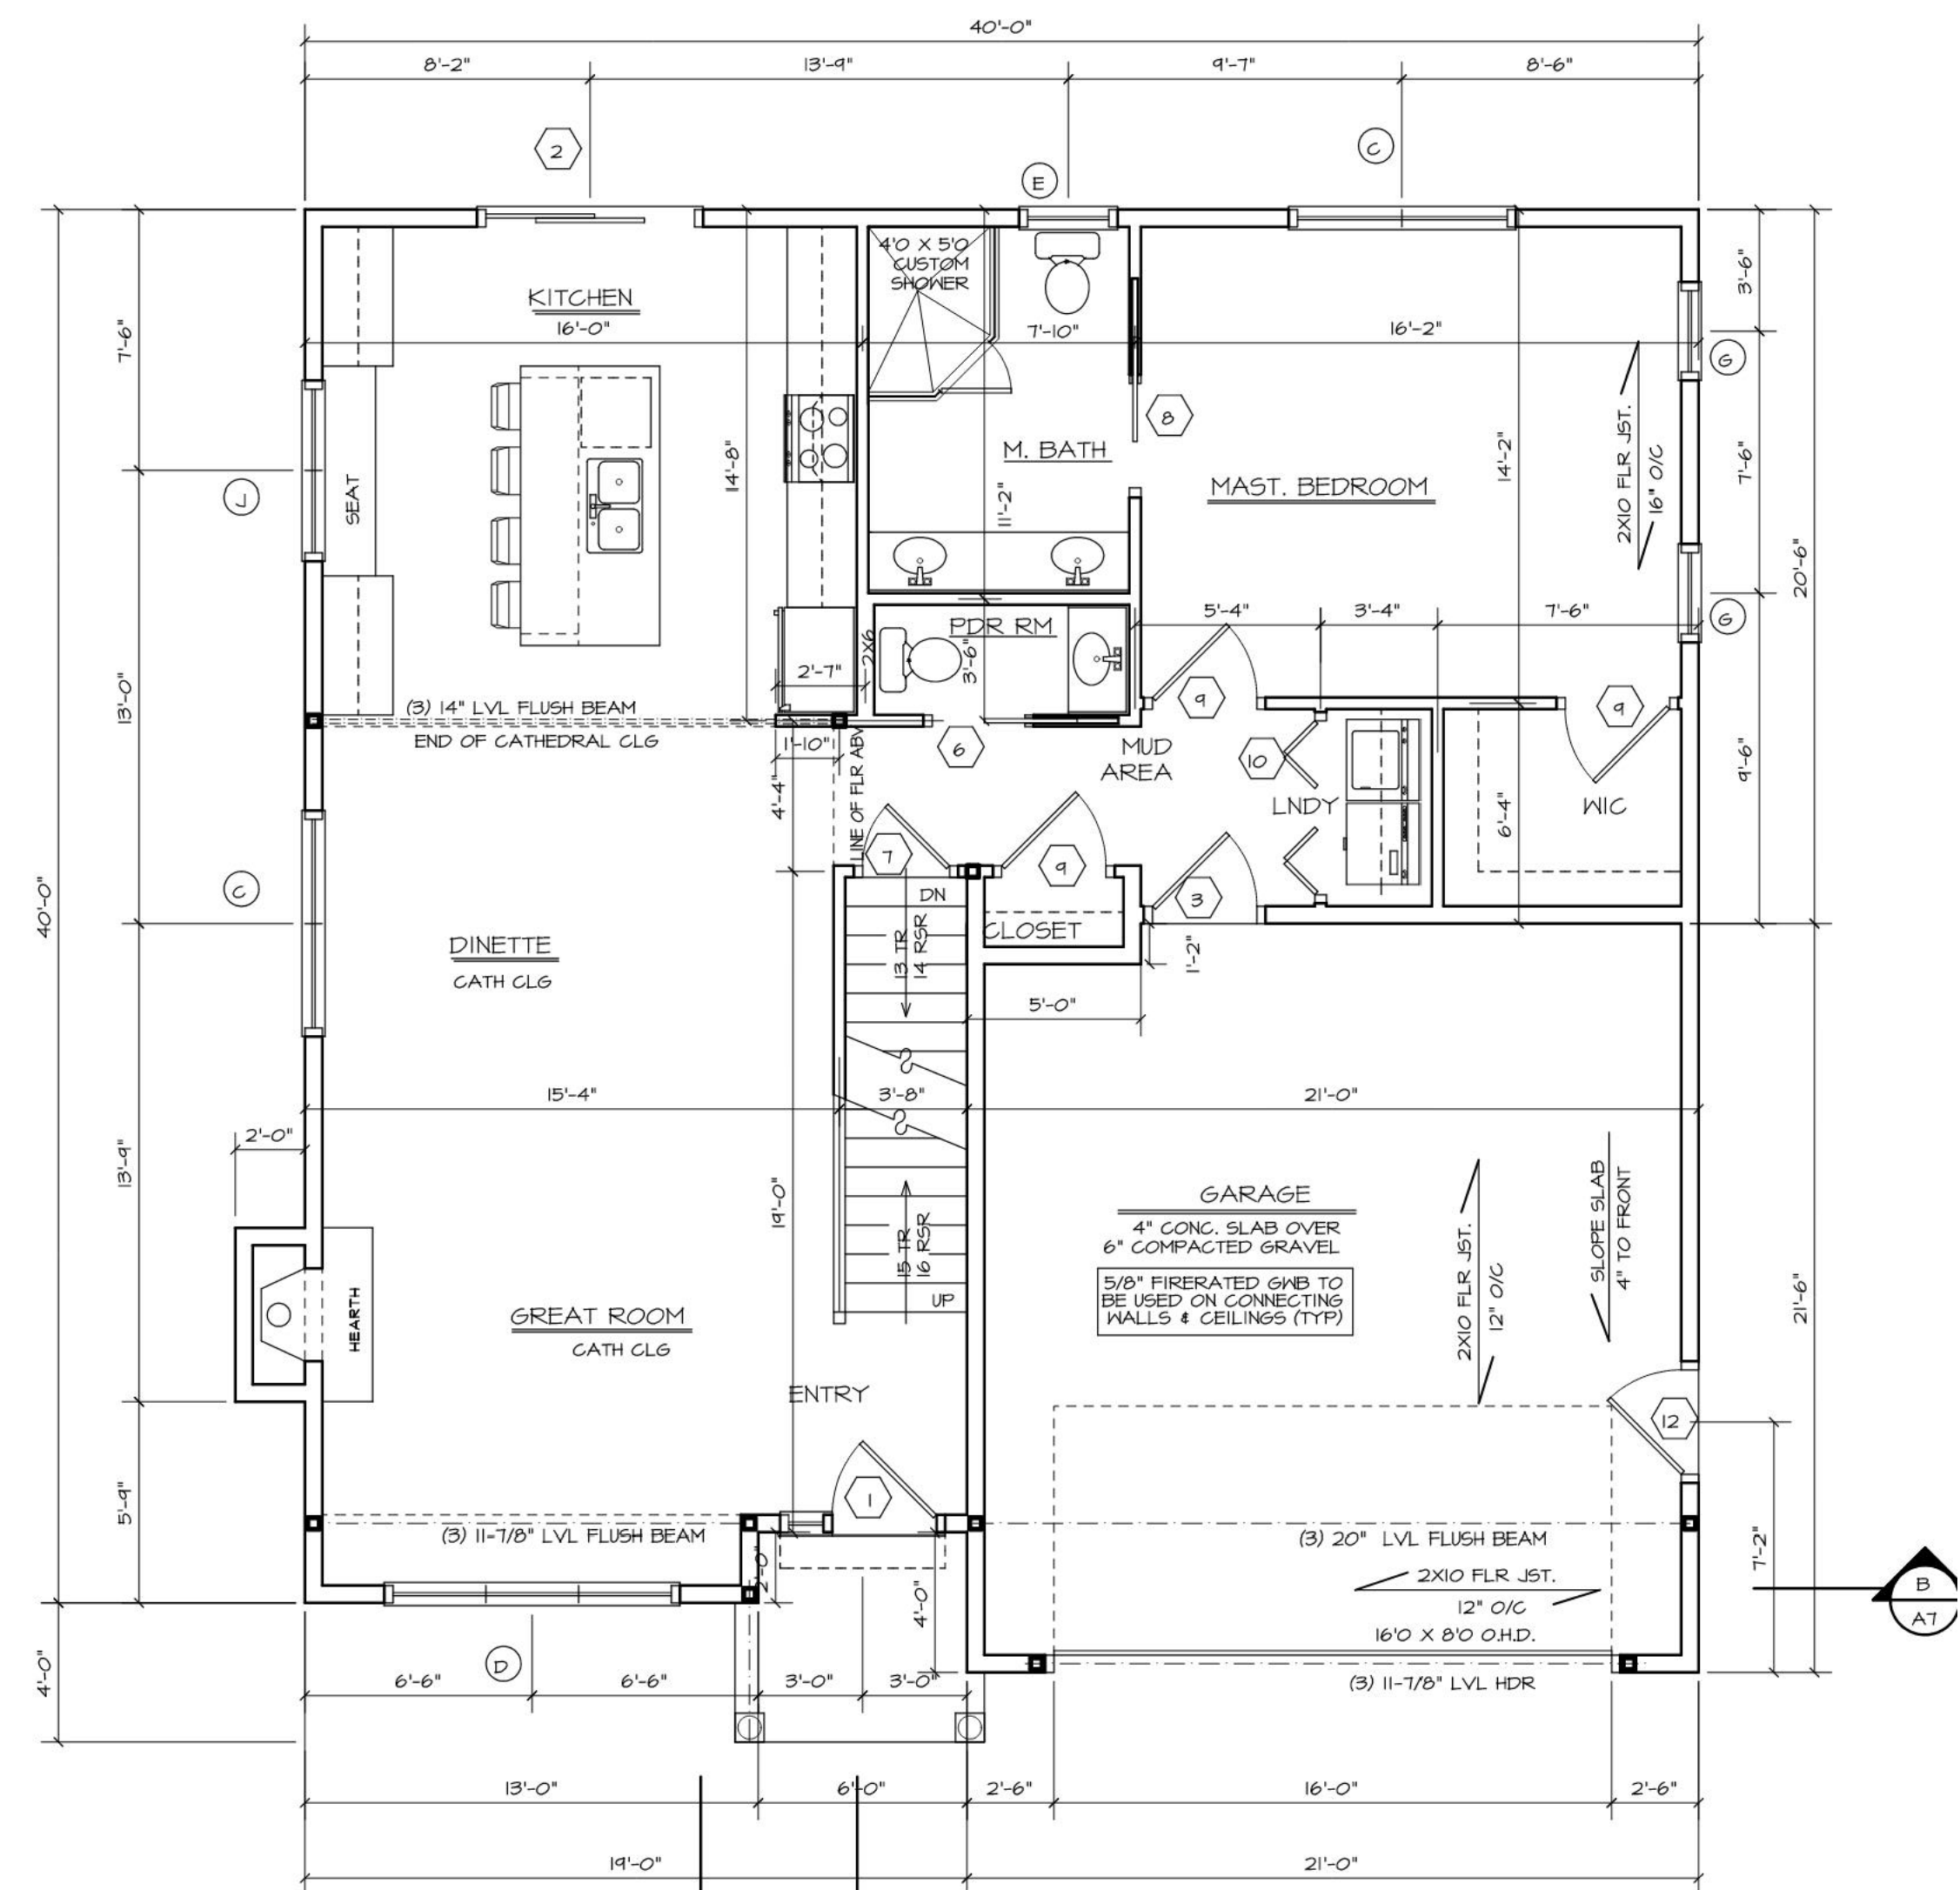 40'-0"
8'-2"
13'-9"
9'-7"
8'-6"
2
E
C
4'0 X 5'0
CUSTOM
SHOWER
KITCHEN
16'-0"
7'-10"
16'-2"
3'-6"
7'-6"
G
8
2X10 FLR JST.
16" O/C
14'-8"
M. BATH
14'-2"
7'-6"
MAST. BEDROOM
L
SEAT
11'-2"
20'-6"
5'-4"
3'-4"
7'-6"
G
PDR RM
2X6
3'-6"
2'-7"
13'-0"
(3) 14" LVL FLUSH BEAM
END OF CATHEDRAL CLG
9
9
1'-10"
6
MUD
AREA
10
9'-6"
4'-4"
LINE OF FLR ABV
LNDY
6'-4"
WIC
7
9
3
C
40'-0"
DN
CLOSET
DINETTE
CATH CLG
13 TR
14 RSR
1'-2"
5'-0"
15'-4"
3'-8"
21'-0"
2'-0"
13'-9"
19'-0"
GARAGE
4" CONC. SLAB OVER
6" COMPACTED GRAVEL
5/8" FIRERATED GWB TO
BE USED ON CONNECTING
WALLS & CEILINGS (TYP)
2X10 FLR JST.
12" O/C
SLOPE SLAB
4" TO FRONT
21'-6"
15 TR
16 RSR
UP
HEARTH
GREAT ROOM
CATH CLG
ENTRY
12
5'-9"
1
(3) 11-7/8" LVL FLUSH BEAM
(3) 20" LVL FLUSH BEAM
7'-2"
2'-0"
2X10 FLR JST.
12" O/C
B
A7
4'-0"
16'0 X 8'0 O.H.D.
(3) 11-7/8" LVL HDR
4'-0"
D
6'-6"
6'-6"
3'-0"
3'-0"
13'-0"
6'-0"
2'-6"
16'-0"
2'-6"
19'-0"
21'-0"